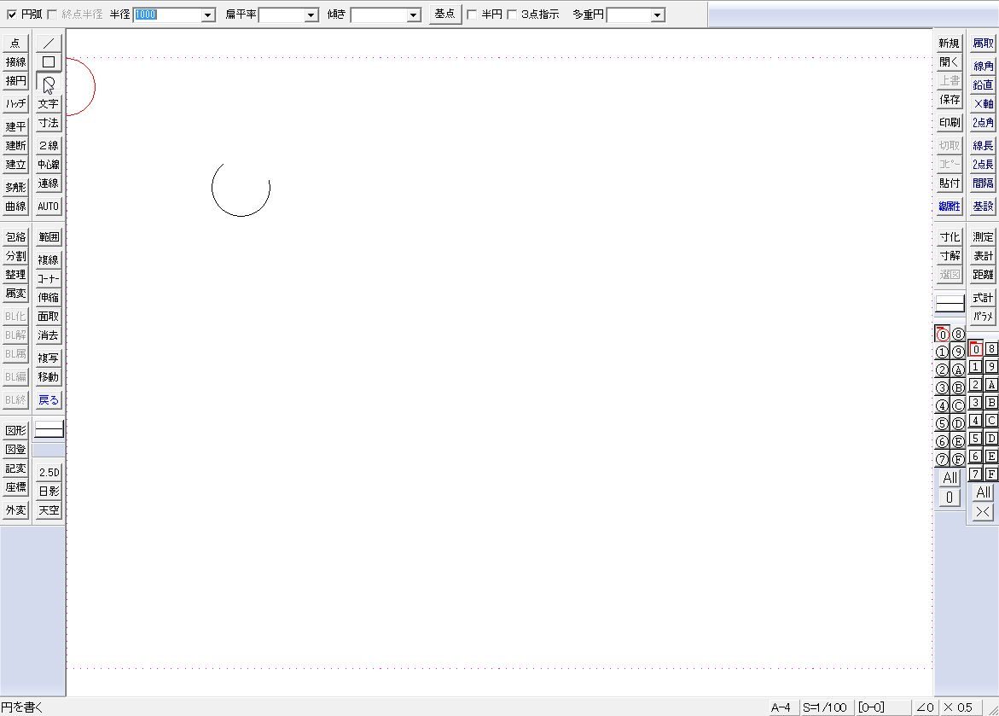 円弧 終点半径 半径 1000 扁平率 傾き 基点 半円 3点指示 多重円
点 ／
接線 □
接円 ○
ﾊｯﾁ 文字
建平 寸法
建断 2線
建立 中心線
多角形 連線
曲線 AUTO
包絡 範囲
分割 複線
整理 ｺｰﾅｰ
属変 伸縮
BL化 面取
BL解 消去
BL属 複写
BL編 移動
BL終 戻る
図形
図登
記変 2.5D
座標 日影
外変 天空
新規 属取
開く 線角
上書 鉛直
保存 ×軸
印刷 2点角
切取 線長
ｺﾋﾟｰ 2点長
貼付 間隔
線属性 基設
寸化 測定
寸解 表計
選図 距離
式計
ﾊﾟﾗﾒ
0 8
1 9
2 A
3 B
4 C
5 D
6 E
7 F
All
0
0 8
1 9
2 A
3 B
4 C
5 D
6 E
7 F
All
×
円を書く A-4 S=1/100 [0-0] ∠0 × 0.5